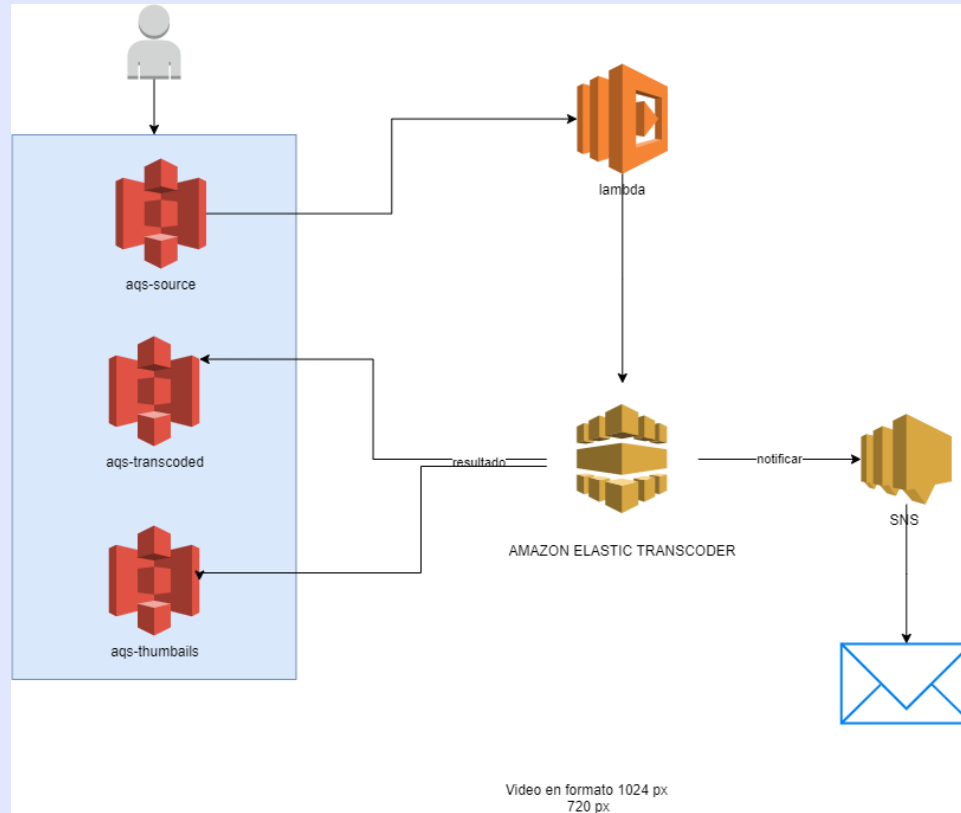 lambda
aqs-source
aqs-transcoded
resultado
notificar
SNS
AMAZON ELASTIC TRANSCODER
aqs-thumbails
Video en formato 1024 px
720 px